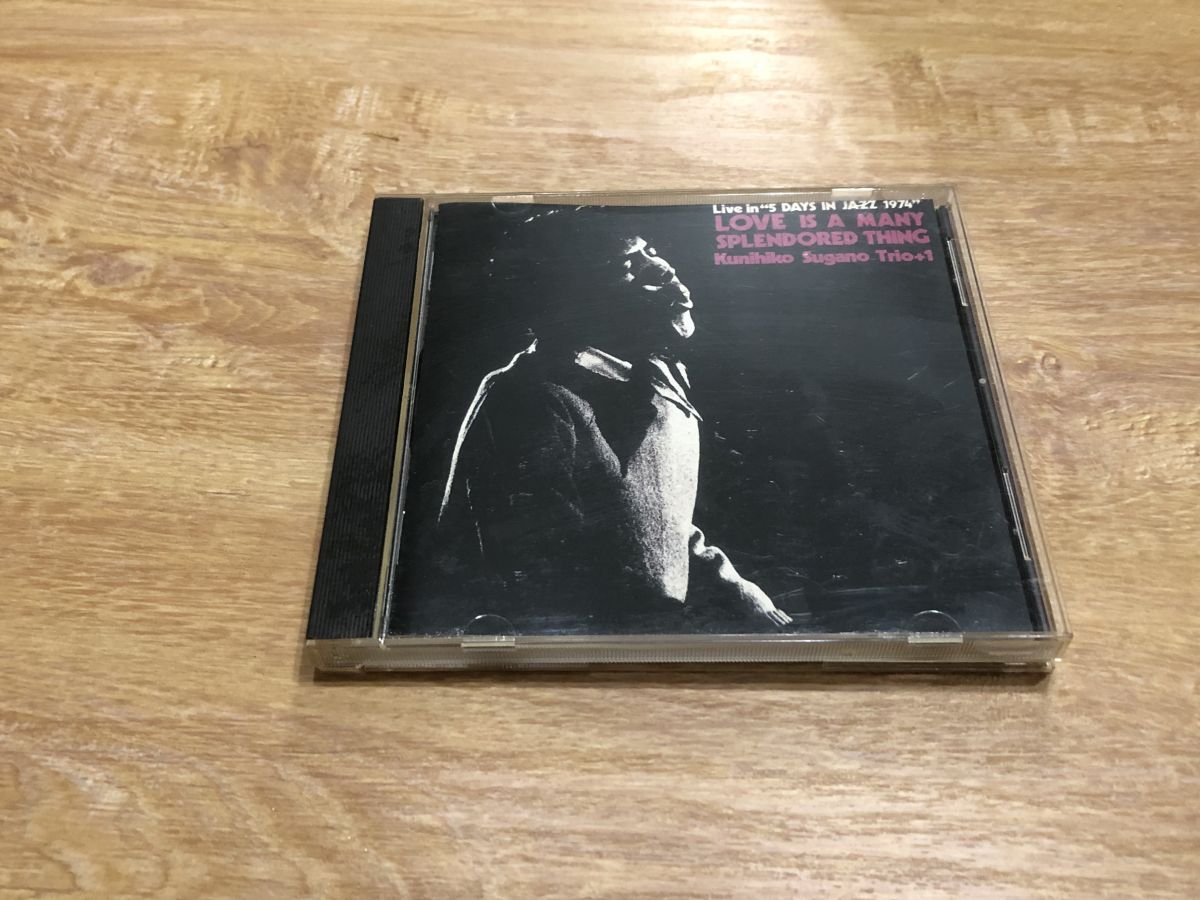 Live in "5 DAYS IN JAZZ 1974"
LOVE IS A MANY
SPLENDORED THING
Kunihiko Sugano Trio+1